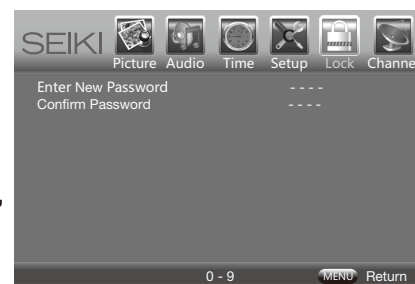 SEIKI
Picture Audio Time Setup Lock Channe
Enter New Password - - - -
Confirm Password - - - -
0 - 9 MENU Return